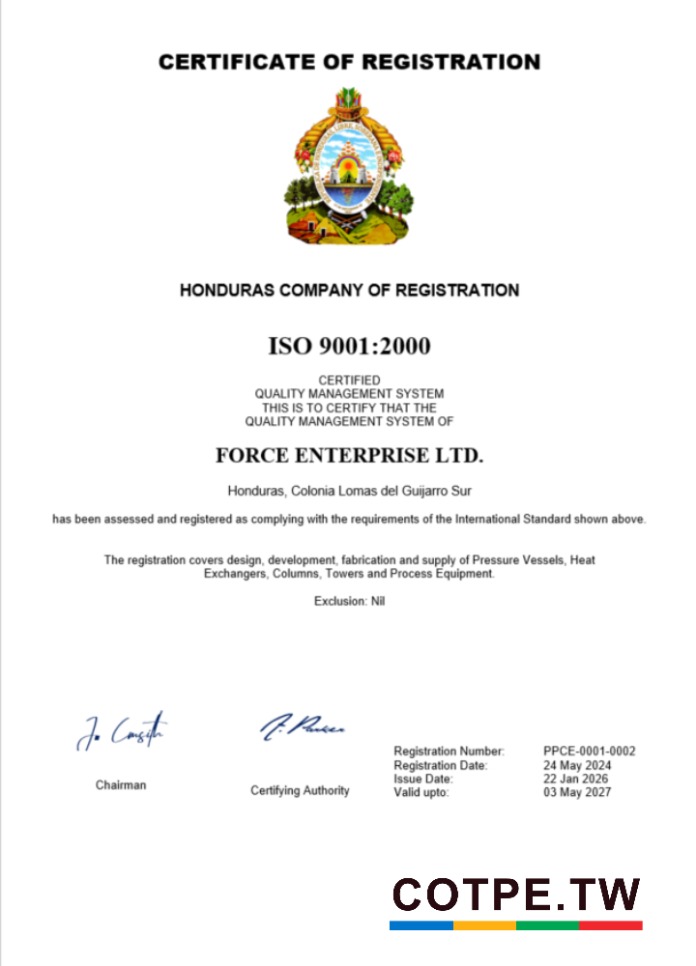 CERTIFICATE OF REGISTRATION
HONDURAS COMPANY OF REGISTRATION
ISO 9001:2000
CERTIFIED
QUALITY MANAGEMENT SYSTEM
THIS IS TO CERTIFY THAT THE
QUALITY MANAGEMENT SYSTEM OF
FORCE ENTERPRISE LTD.
Honduras, Colonia Lomas del Guijarro Sur
has been assessed and registered as complying with the requirements of the International Standard shown above.
The registration covers design, development, fabrication and supply of Pressure Vessels, Heat
Exchangers, Columns, Towers and Process Equipment.
Exclusion: Nil
Chairman
Certifying Authority
Registration Number: PPCE-0001-0002
Registration Date: 24 May 2024
Issue Date: 22 Jan 2026
Valid upto: 03 May 2027
COTPE.TW